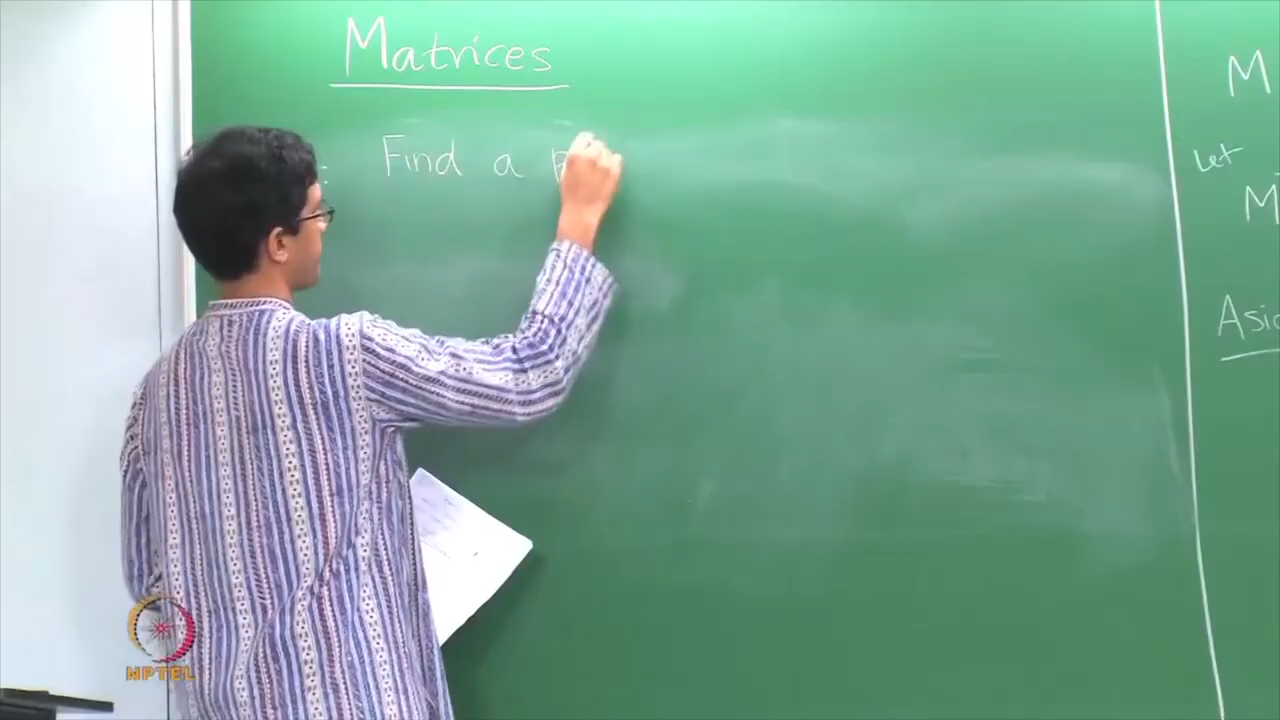 Matrices
: Find a p
M
let
M
Asi
NPTEL